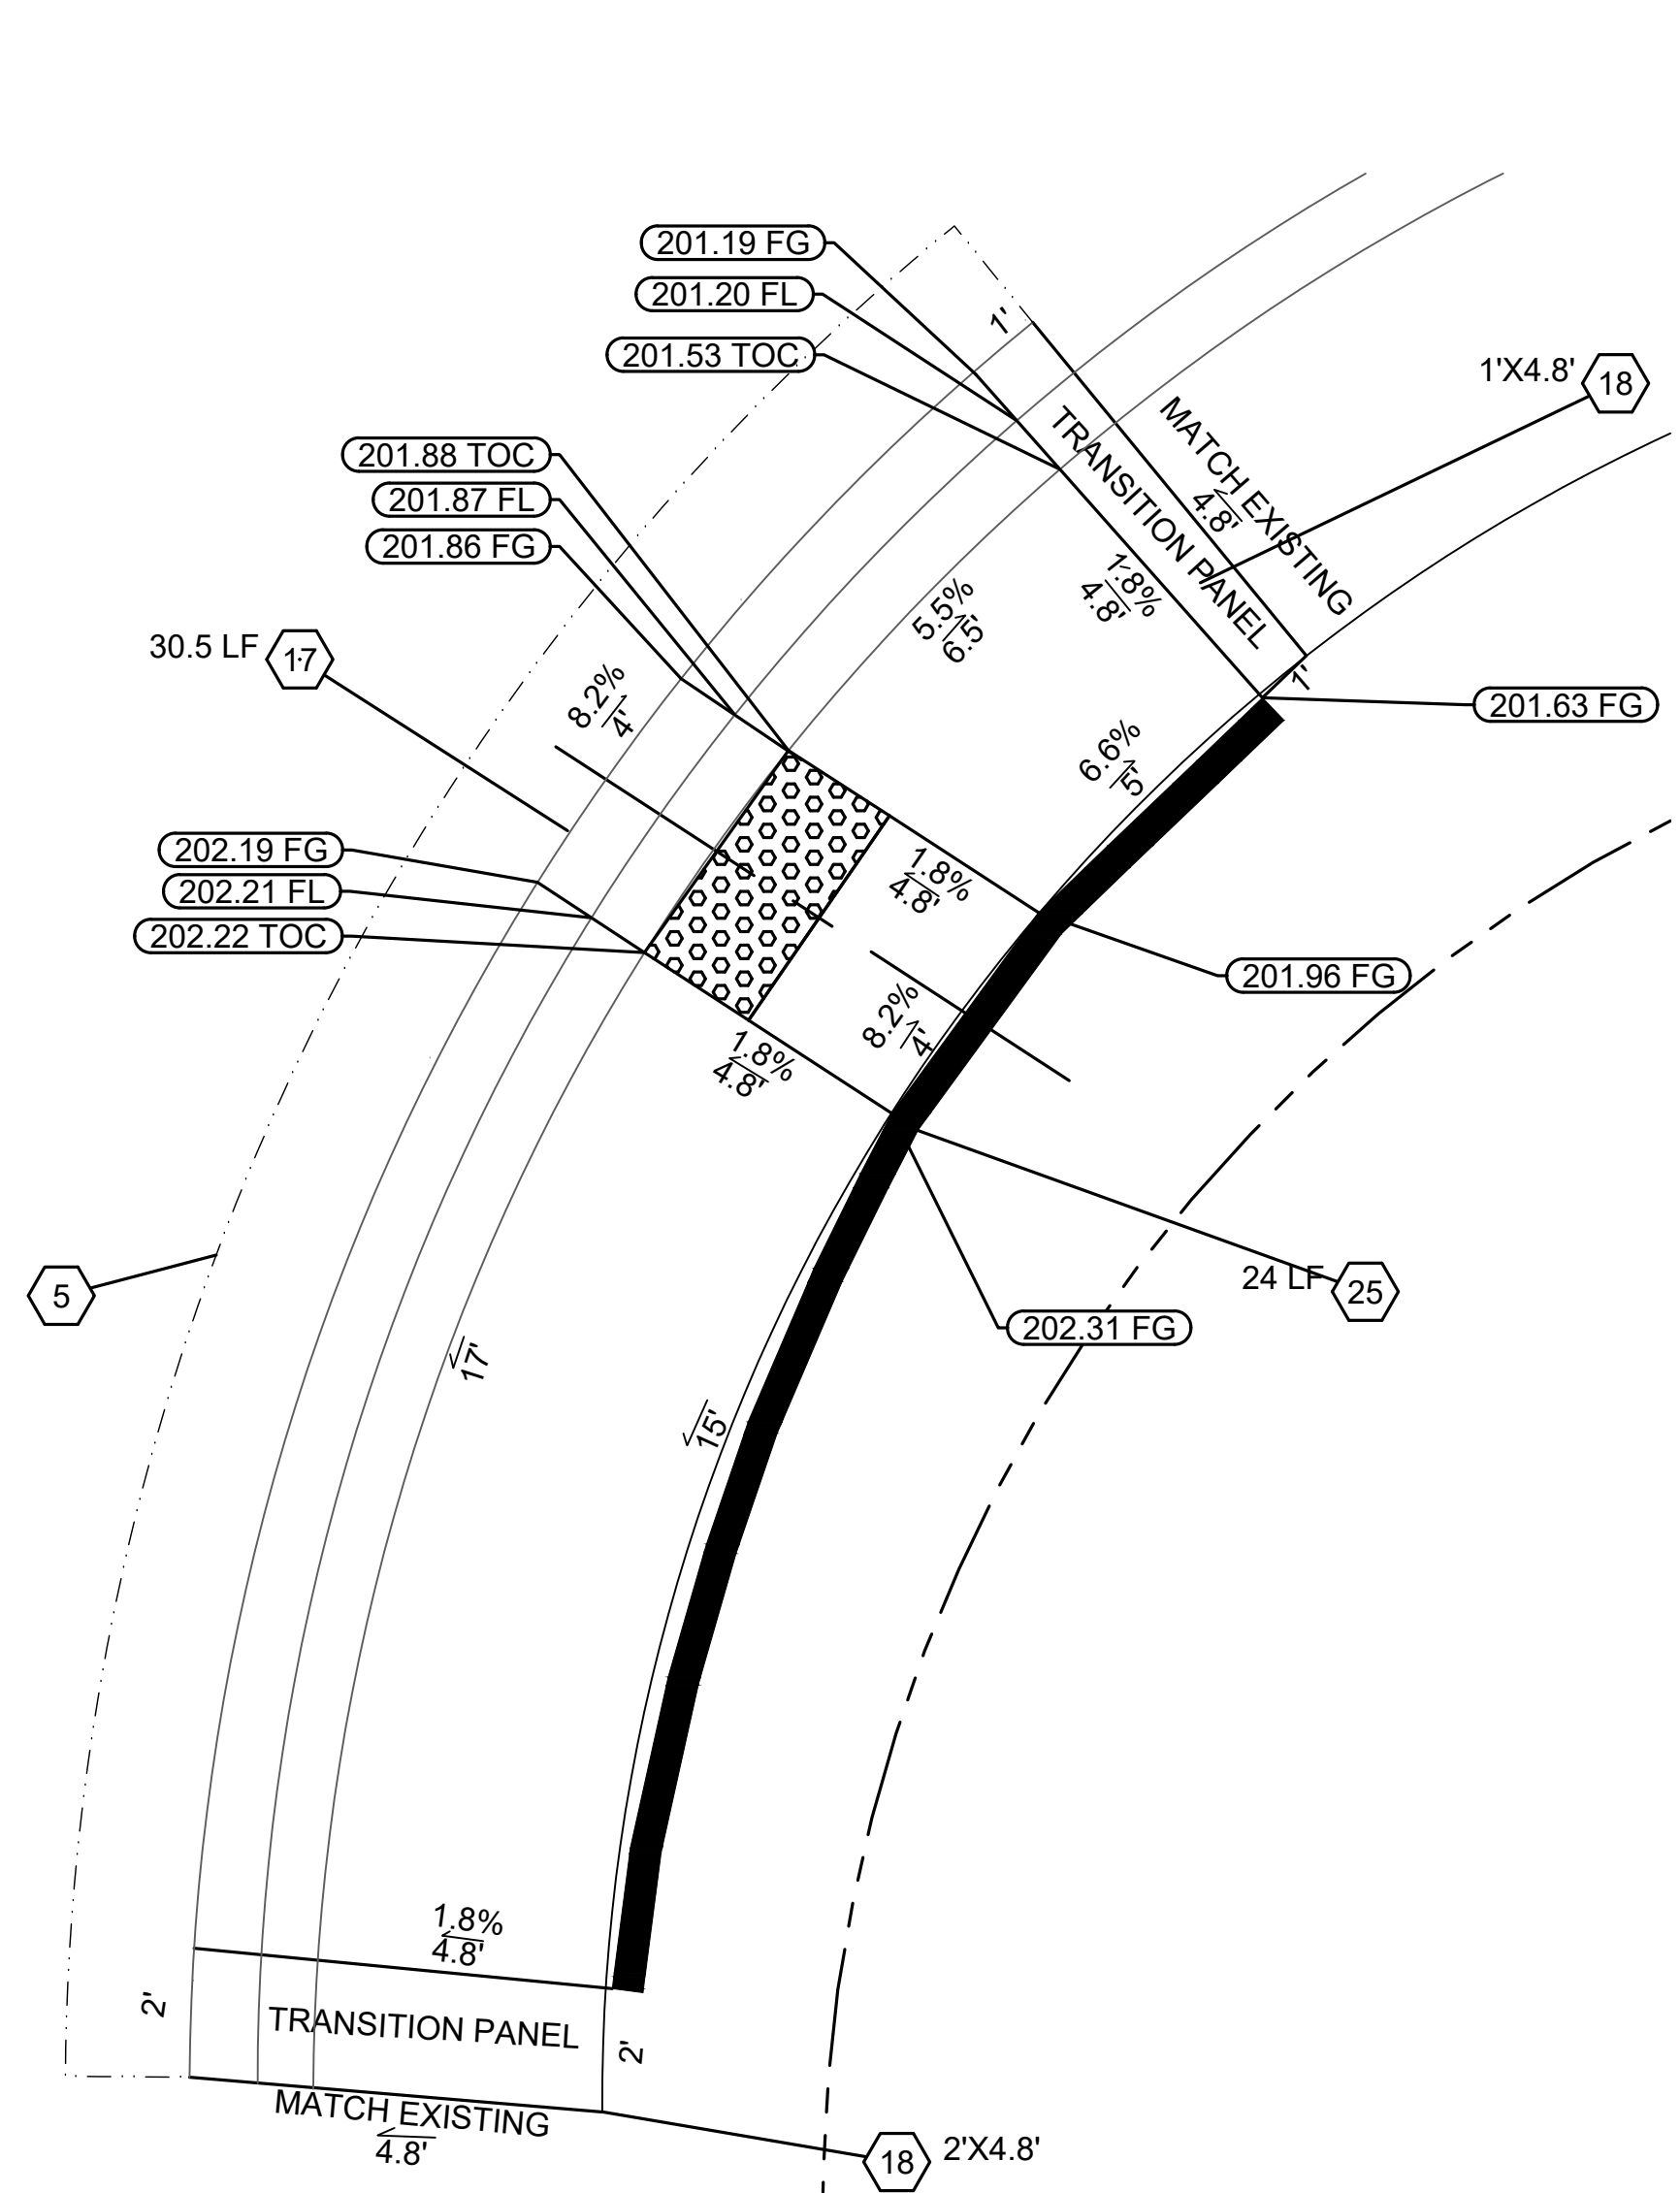 201.19 FG
201.20 FL
201.53 TOC
1'
1'X4.8'
18
TRANSITION PANEL
MATCH EXISTING
4.8'
201.88 TOC
201.87 FL
201.86 FG
1.8%
4.8'
5.5%
6.5'
30.5 LF
17
8.2%
4'
1'
201.63 FG
6.6%
5'
202.19 FG
202.21 FL
202.22 TOC
1.8%
4.8'
201.96 FG
8.2%
4'
1.8%
4.8'
5
24 LF
25
202.31 FG
17'
15'
1.8%
4.8'
2'
TRANSITION PANEL
2'
MATCH EXISTING
4.8'
18
2'X4.8'